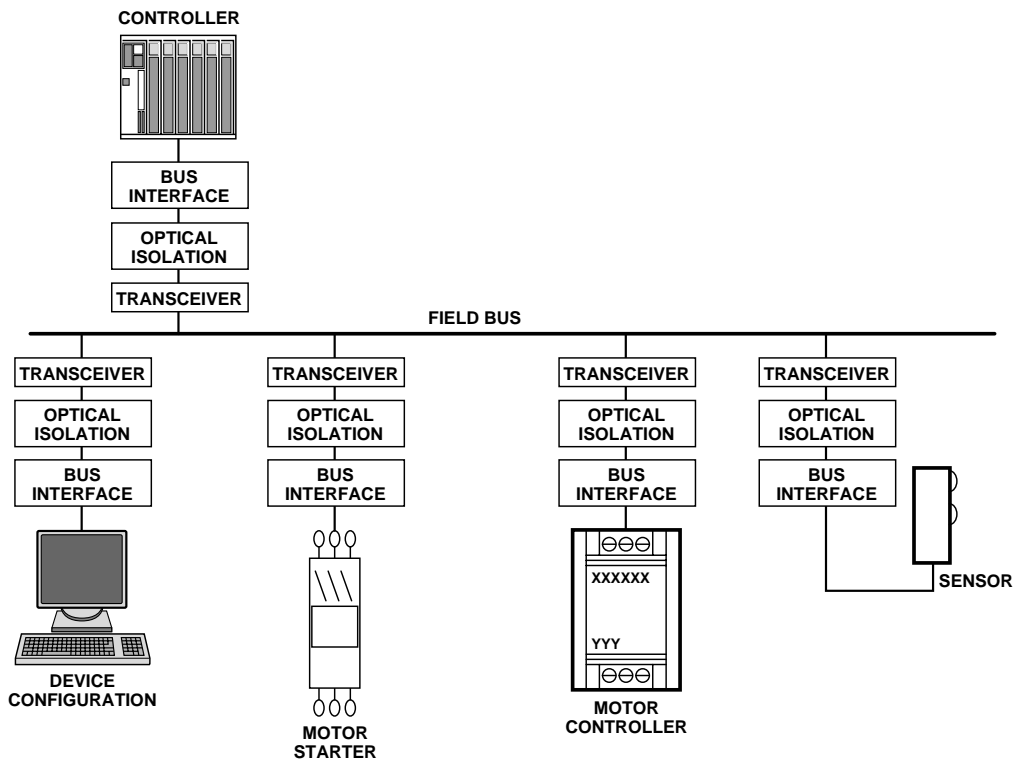 CONTROLLER
BUS
INTERFACE
OPTICAL
ISOLATION
TRANSCEIVER
FIELD BUS
TRANSCEIVER
OPTICAL
ISOLATION
BUS
INTERFACE
DEVICE
CONFIGURATION
TRANSCEIVER
OPTICAL
ISOLATION
BUS
INTERFACE
MOTOR
STARTER
TRANSCEIVER
OPTICAL
ISOLATION
BUS
INTERFACE
XXXXXX
YYY
MOTOR
CONTROLLER
TRANSCEIVER
OPTICAL
ISOLATION
BUS
INTERFACE
SENSOR